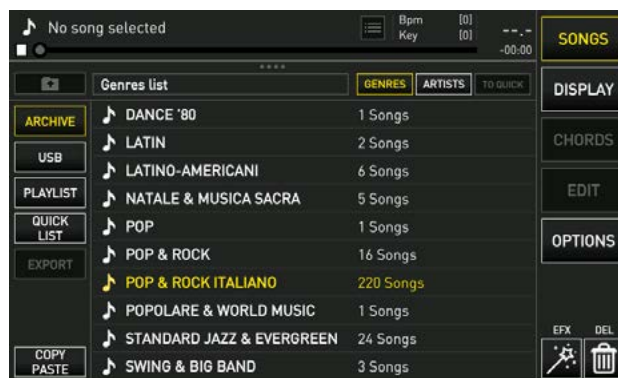 No song selected
Bpm [0]
Key [0]
--.-
-00:00
SONGS
Genres list
GENRES
ARTISTS
TO QUICK
DISPLAY
ARCHIVE
DANCE '80 1 Songs
LATIN 2 Songs
CHORDS
USB
LATINO-AMERICANI 6 Songs
PLAYLIST
NATALE & MUSICA SACRA 5 Songs
EDIT
QUICK
LIST
POP 1 Songs
OPTIONS
POP & ROCK 16 Songs
EXPORT
POP & ROCK ITALIANO 220 Songs
POPOLARE & WORLD MUSIC 1 Songs
STANDARD JAZZ & EVERGREEN 24 Songs
EFX DEL
COPY
PASTE
SWING & BIG BAND 3 Songs